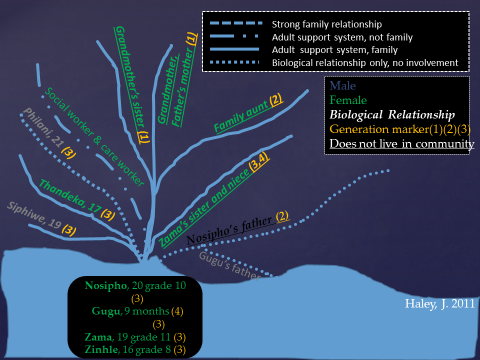 Strong family relationship
Adult support system, not family
Adult support system, family
Biological relationship only, no involvement
Male
Female
Biological Relationship
Generation marker(1)(2)(3)
Does not live in community
Grandmother's sister (1)
Grandmother,
Father's mother (1)
Family aunt (2)
Social worker & care worker
Philani, 21 (3)
Thandeka, 17 (3)
Siphiwe, 19 (3)
Zama's sister and niece (3,4)
Nosipho's father (2)
Gugu's father
Nosipho, 20 grade 10
(3)
Gugu, 9 months (4)
(3)
Zama, 19 grade 11 (3)
Zinhle, 16 grade 8 (3)
Haley, J. 2011